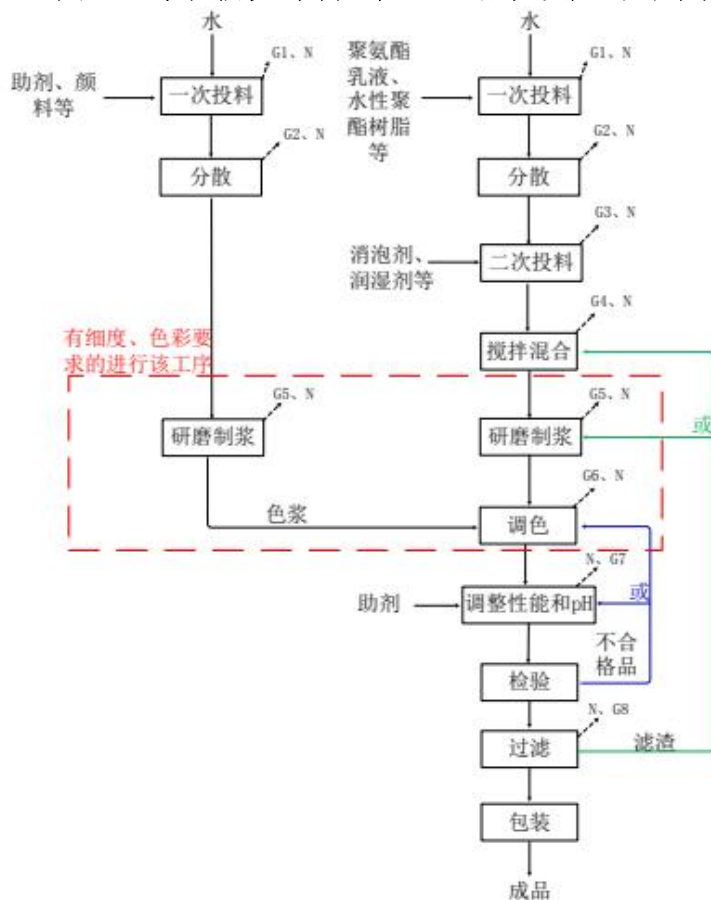 水
水
G1、N
G1、N
助剂、颜
料等
一次投料
聚氨酯
乳液、
水性聚
酯树脂
等
一次投料
G2、N
G2、N
分散
分散
G3、N
消泡剂、
润湿剂等
二次投料
G4、N
有细度、色彩要
求的进行该工序
搅拌混合
G5、N
G5、N
或
研磨制浆
研磨制浆
G6、N
色浆
调色
N、G7
助剂
调整性能和pH
或
不合
格品
检验
N、G8
过滤
滤渣
包装
成品